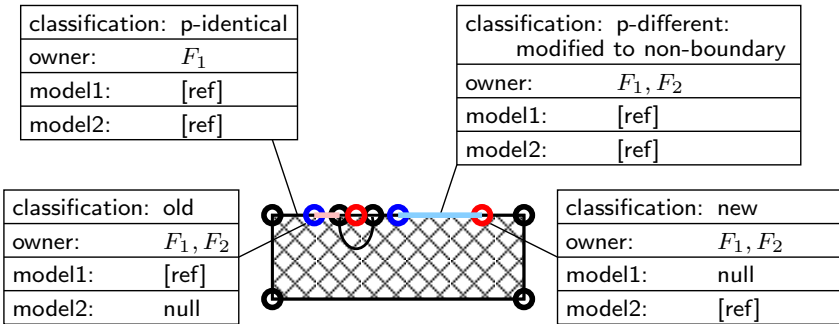 classification: p-identical
owner: F₁
model1: [ref]
model2: [ref]
classification: p-different:
modified to non-boundary
owner: F₁, F₂
model1: [ref]
model2: [ref]
classification: old
owner: F₁, F₂
model1: [ref]
model2: null
classification: new
owner: F₁, F₂
model1: null
model2: [ref]